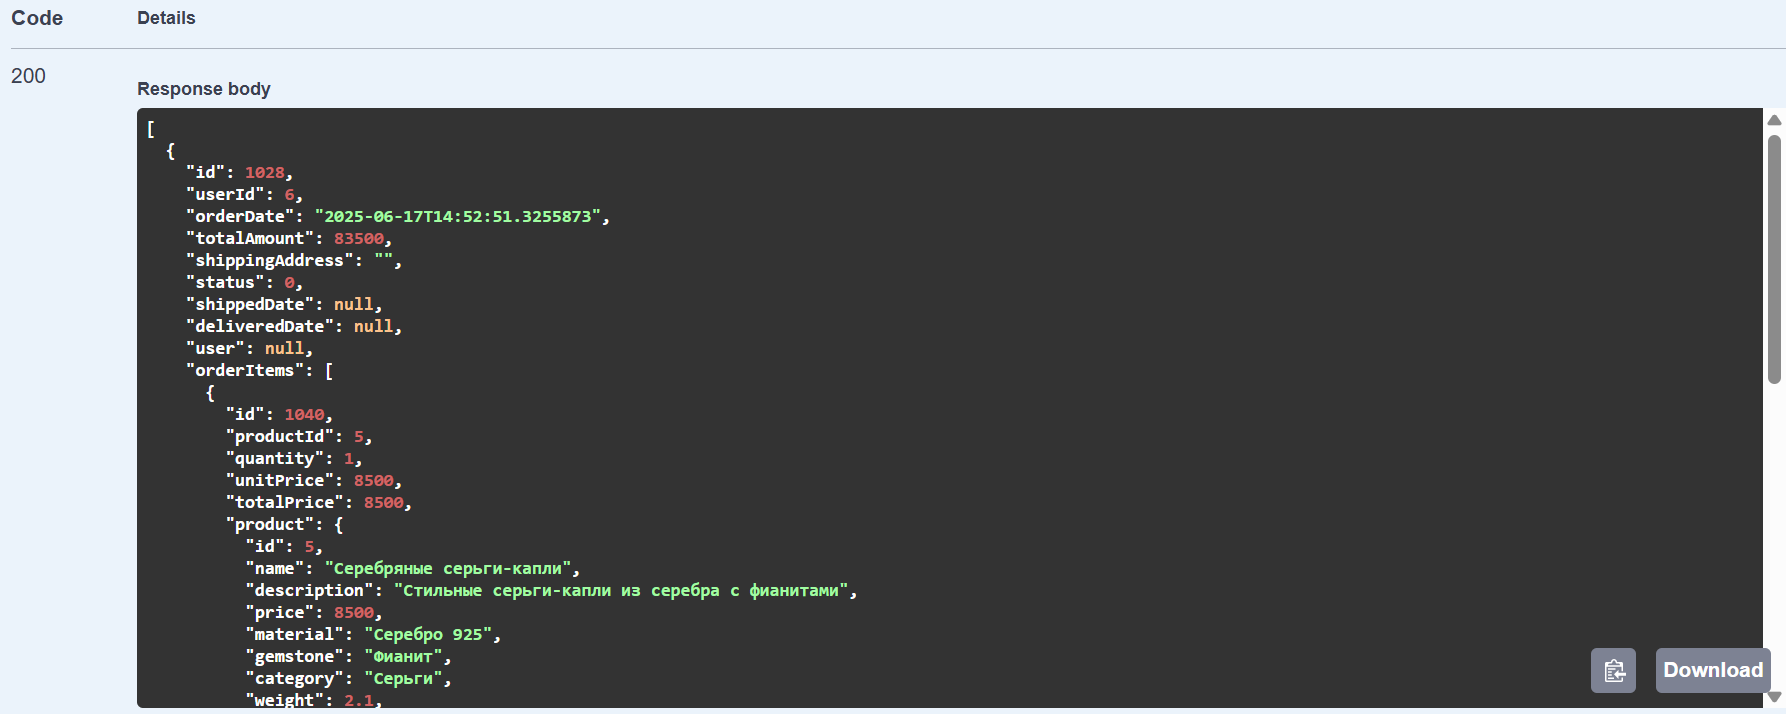 Code Details
200
Response body
[
  {
    "id": 1028,
    "userId": 6,
    "orderDate": "2025-06-17T14:52:51.3255873",
    "totalAmount": 83500,
    "shippingAddress": "",
    "status": 0,
    "shippedDate": null,
    "deliveredDate": null,
    "user": null,
    "orderItems": [
      {
        "id": 1040,
        "productId": 5,
        "quantity": 1,
        "unitPrice": 8500,
        "totalPrice": 8500,
        "product": {
          "id": 5,
          "name": "Серебряные серьги-капли",
          "description": "Стильные серьги-капли из серебра с фианитами",
          "price": 8500,
          "material": "Серебро 925",
          "gemstone": "Фианит",
          "category": "Серьги",
          "weight": 2.1,
Download